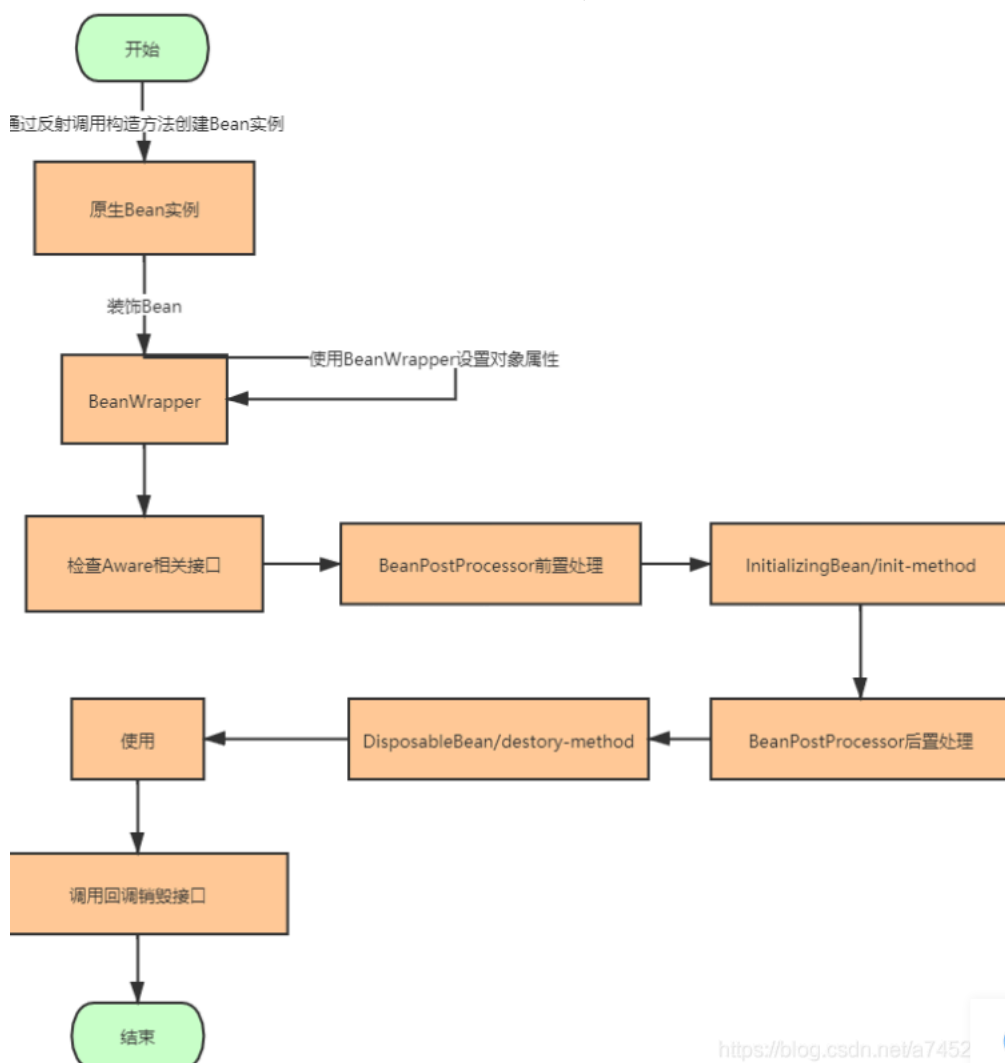 开始
通过反射调用构造方法创建Bean实例
原生Bean实例
装饰Bean
使用BeanWrapper设置对象属性
BeanWrapper
检查Aware相关接口
BeanPostProcessor前置处理
InitializingBean/init-method
使用
DisposableBean/destory-method
BeanPostProcessor后置处理
调用回调销毁接口
结束
https://blog.csdn.net/a7452